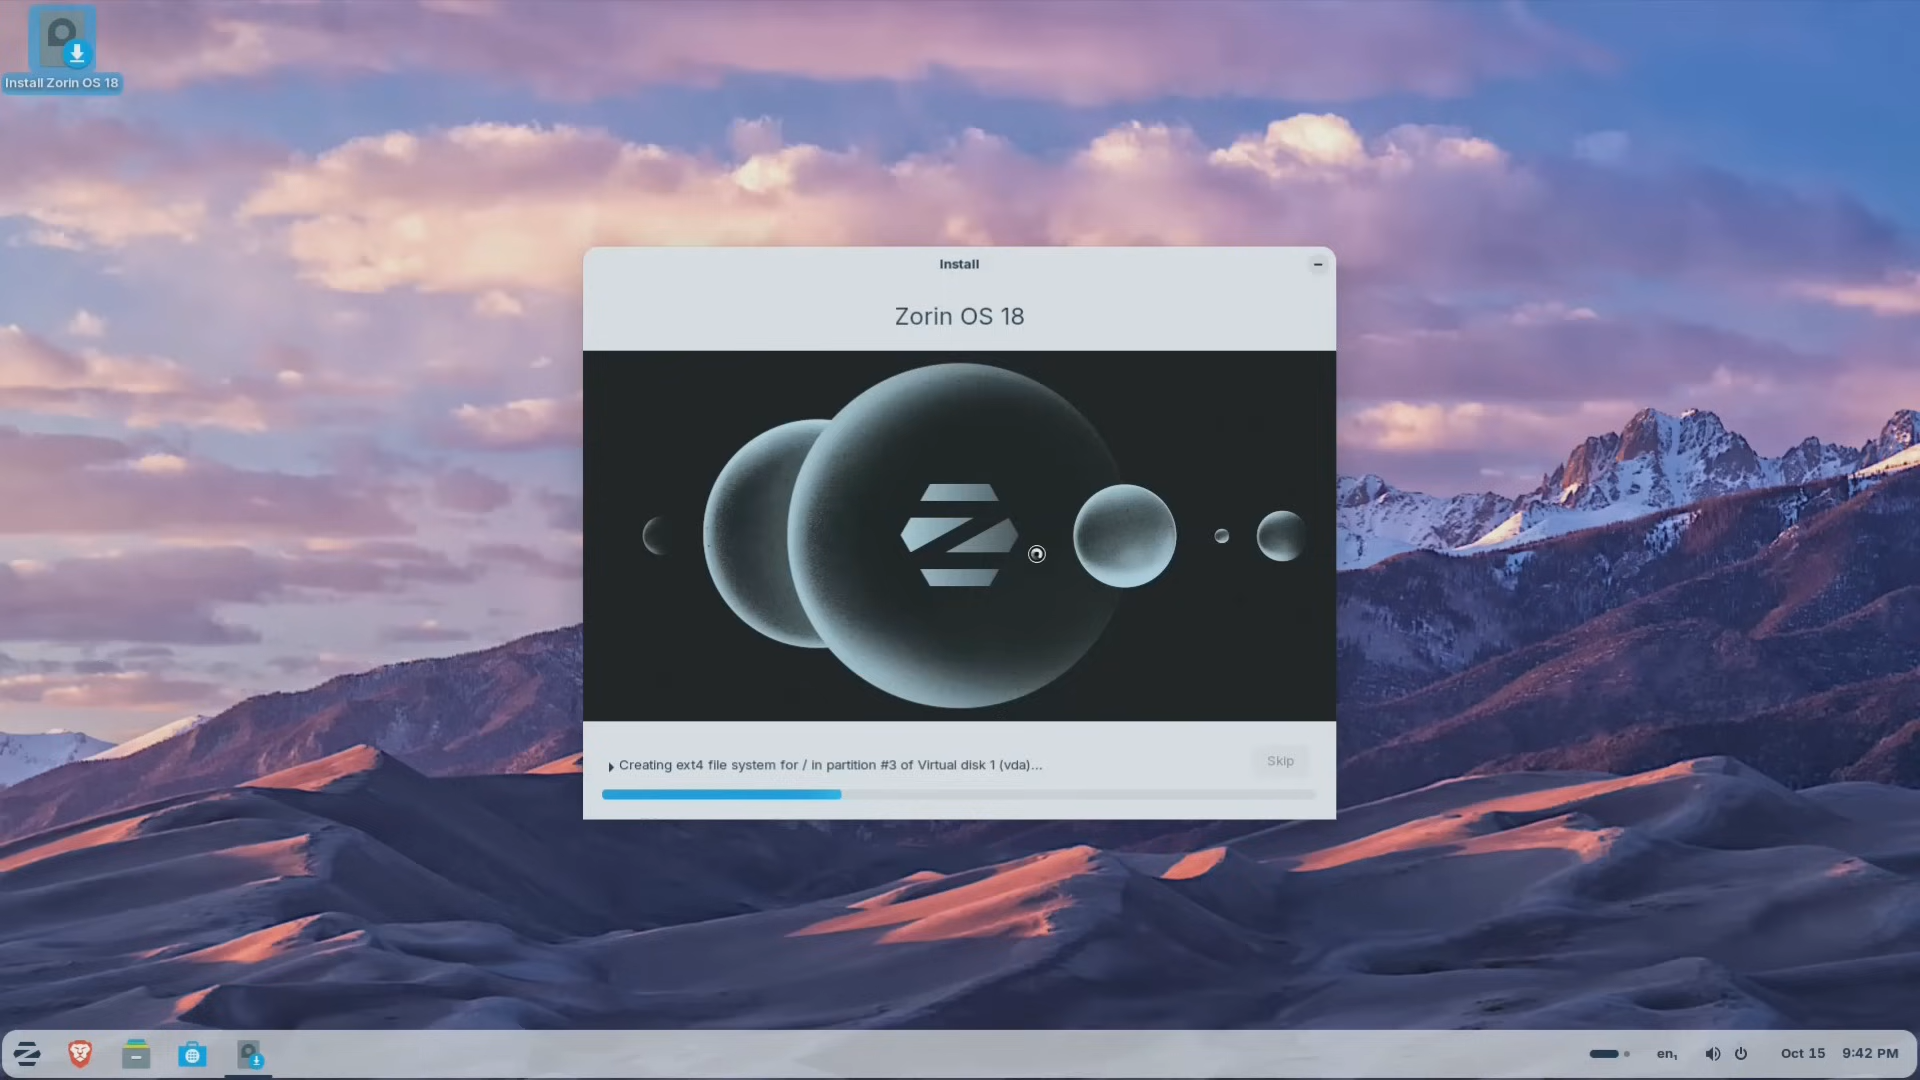 Install Zorin OS 18
Install
Zorin OS 18
Creating ext4 file system for / in partition #3 of Virtual disk 1 (vda)...
Skip
en₁
Oct 15 9:42 PM